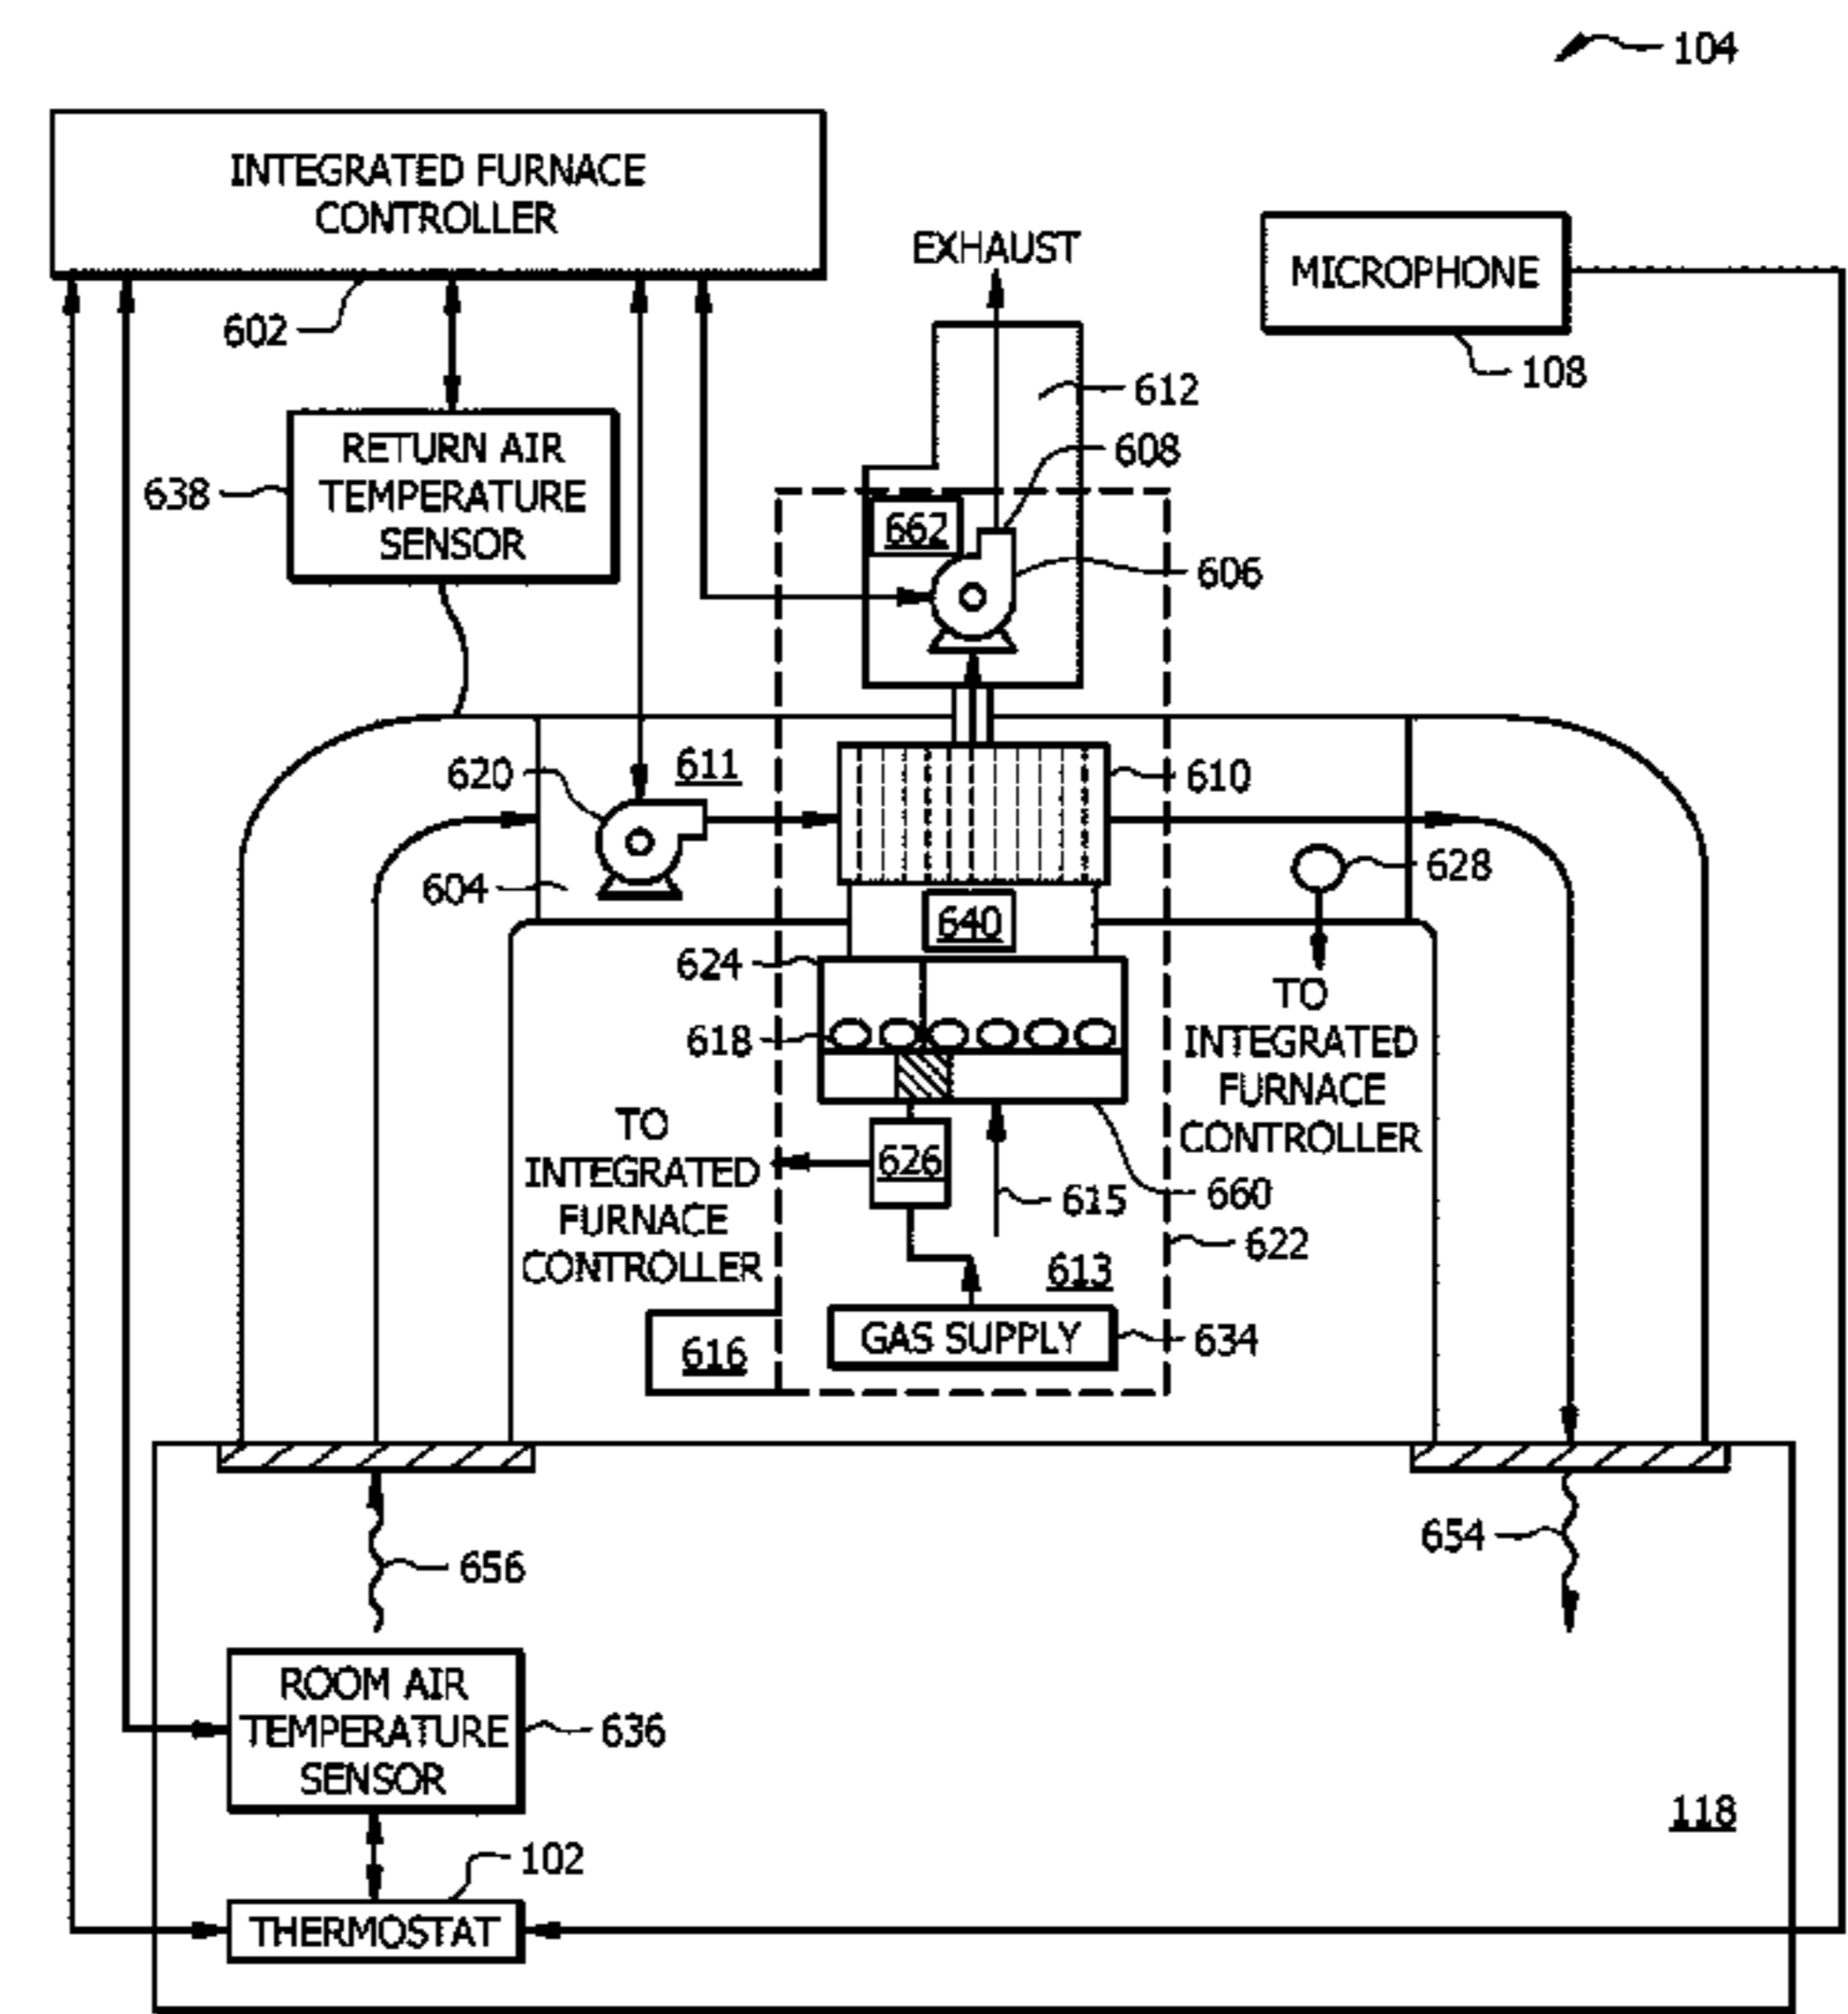 104
INTEGRATED FURNACE
CONTROLLER
EXHAUST
MICROPHONE
602
108
612
RETURN AIR
TEMPERATURE
SENSOR
638
608
662
606
620
611
610
604
628
640
624
618
TO
INTEGRATED
FURNACE
CONTROLLER
TO
INTEGRATED
FURNACE
CONTROLLER
626
615
660
622
613
616
GAS SUPPLY
634
656
654
ROOM AIR
TEMPERATURE
SENSOR
636
118
102
THERMOSTAT